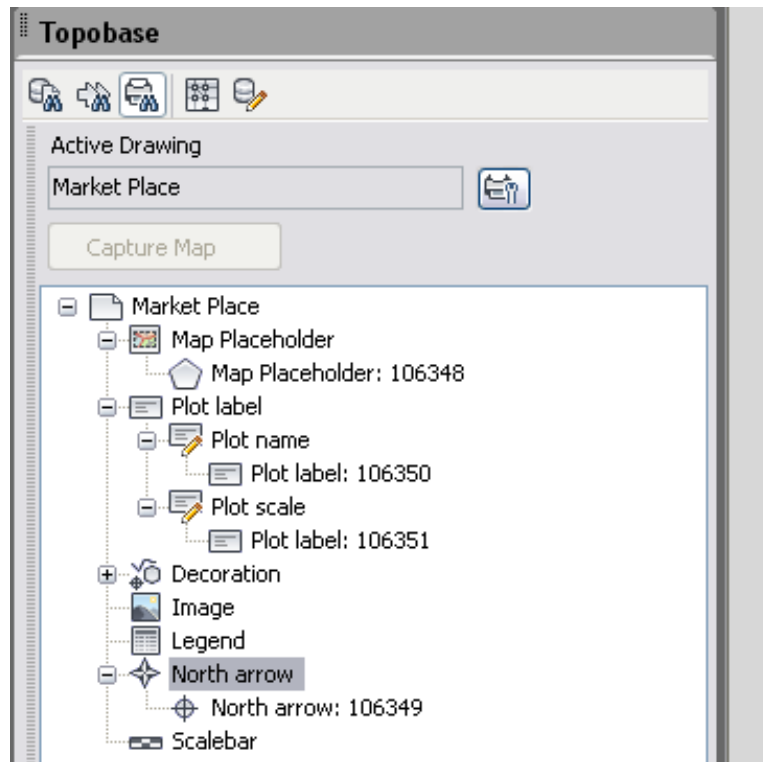 Topobase
Active Drawing
Market Place
Capture Map
Market Place
Map Placeholder
Map Placeholder: 106348
Plot label
Plot name
Plot label: 106350
Plot scale
Plot label: 106351
Decoration
Image
Legend
North arrow
North arrow: 106349
Scalebar